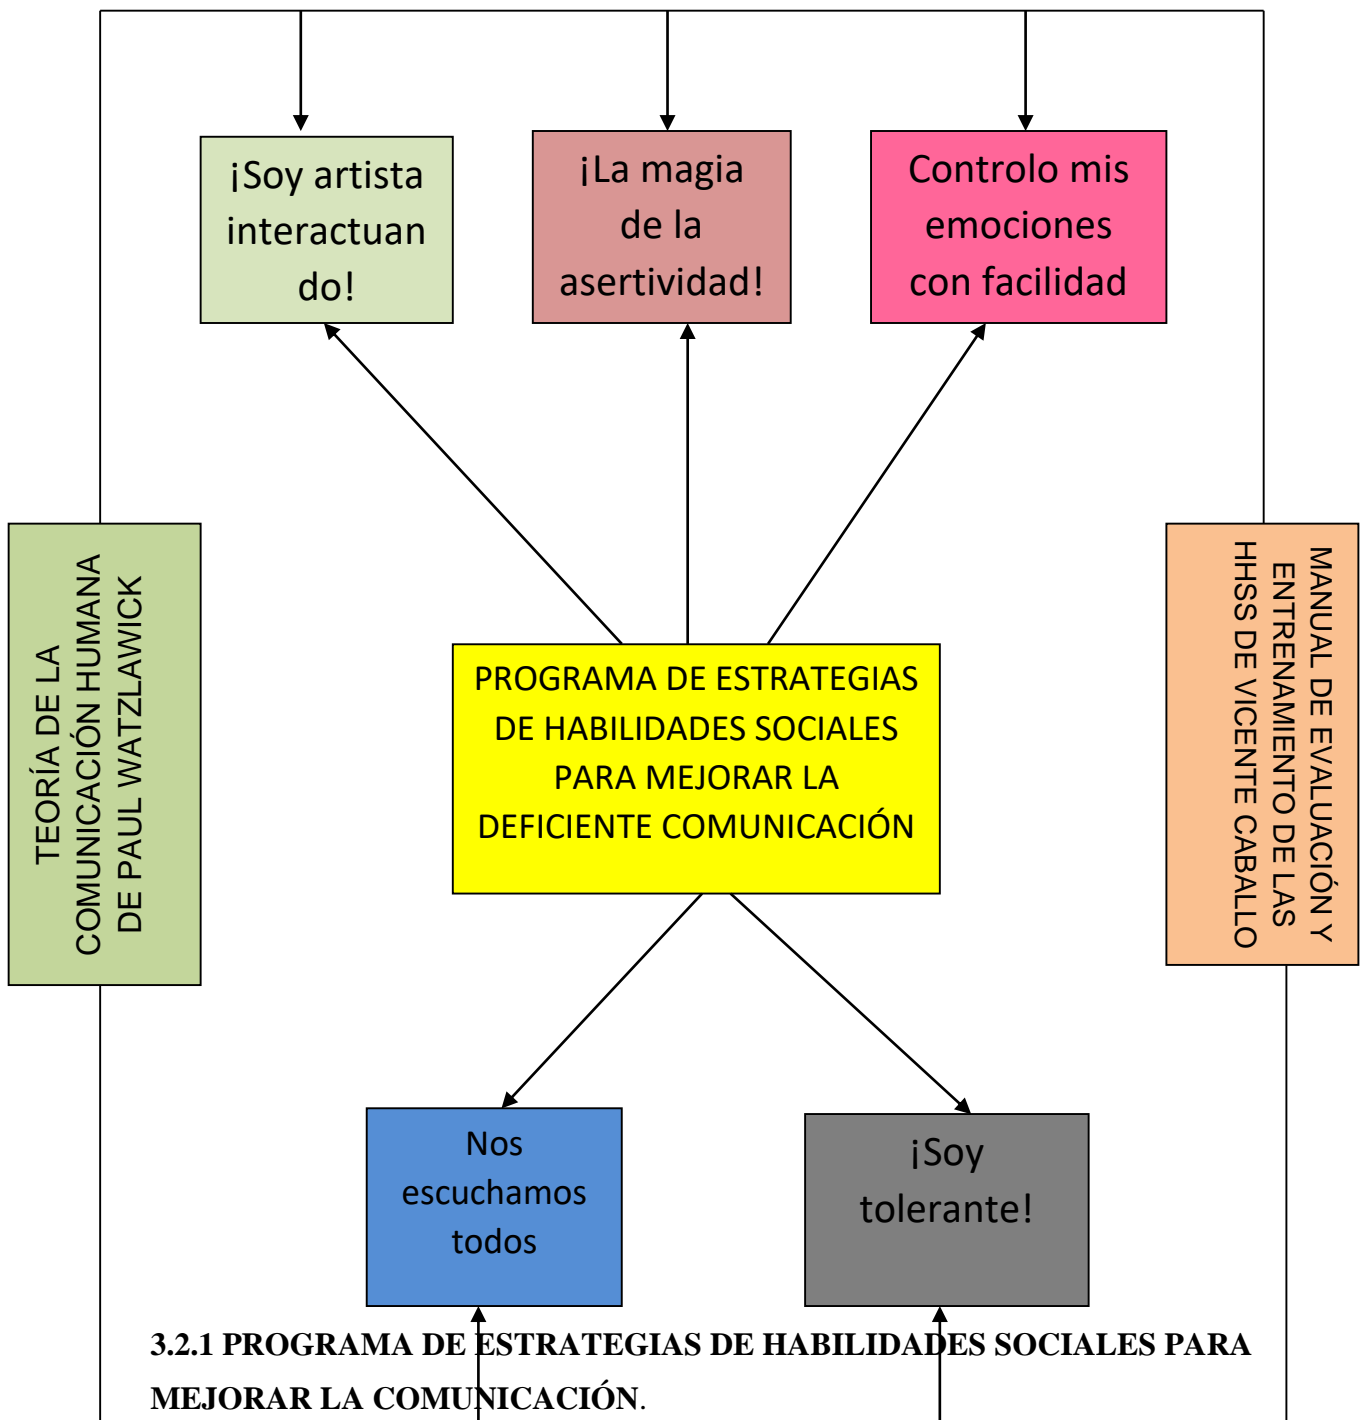 ¡Soy artista
interactuan
do!
¡La magia
de la
asertividad!
Controlo mis
emociones
con facilidad
TEORÍA DE LA
COMUNICACIÓN HUMANA
DE PAUL WATZLAWICK
PROGRAMA DE ESTRATEGIAS
DE HABILIDADES SOCIALES
PARA MEJORAR LA
DEFICIENTE COMUNICACIÓN
MANUAL DE EVALUACIÓN Y
ENTRENAMIENTO DE LAS
HHSS DE VICENTE CABALLO
Nos
escuchamos
todos
¡Soy
tolerante!
3.2.1 PROGRAMA DE ESTRATEGIAS DE HABILIDADES SOCIALES PARA
MEJORAR LA COMUNICACIÓN.